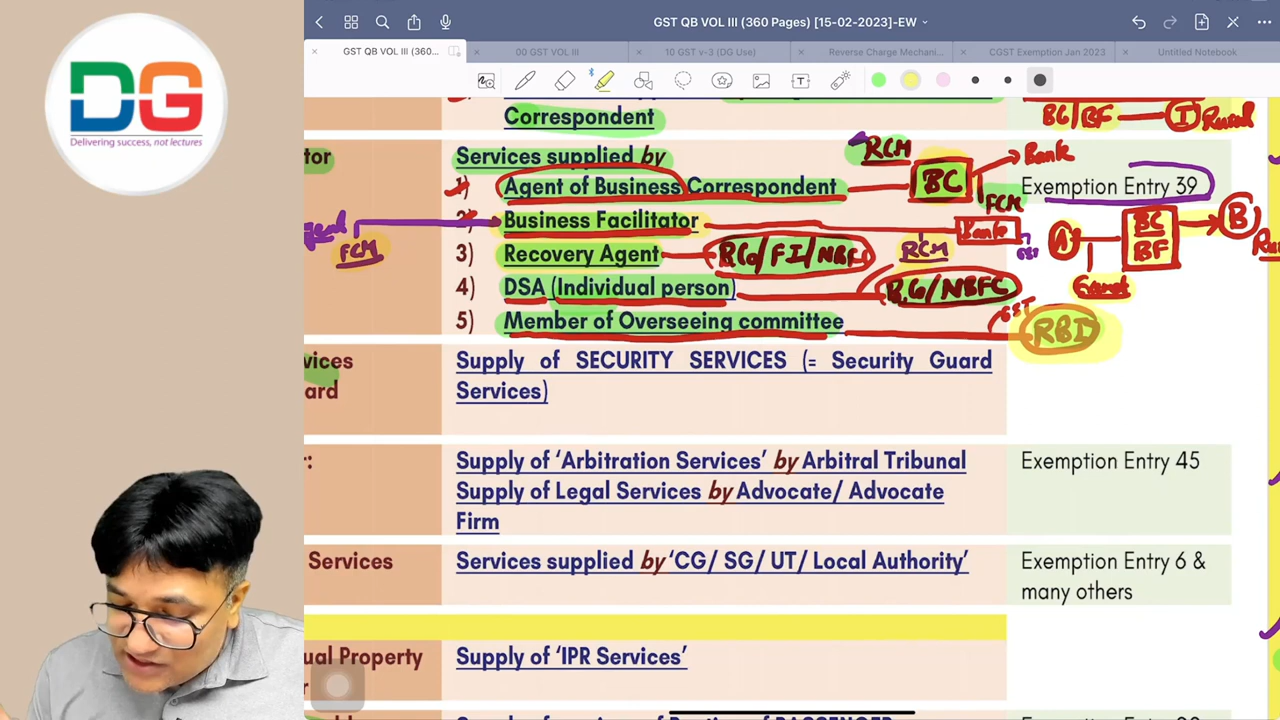 DG
Delivering success, not lectures
GST QB VOL III (360 Pages) [15-02-2023]-EW
GST QB VOL III (360...
00 GST VOL III
10 GST v-3 (DG Use)
Reverse Charge Mechani...
CGST Exemption Jan 2023
Untitled Notebook
Correspondent
BC/BF I Rural
tor
Services supplied by
RCM
Bank
1) Agent of Business Correspondent
BC
Exemption Entry 39
FCM
2) Business Facilitator
Bank
FCM
BC
BF
A
B
3) Recovery Agent
RCM
GST
Exempt
4) DSA (Individual person)
NBFC
5) Member of Overseeing committee
GST
RBI
vices
ard
Supply of SECURITY SERVICES (= Security Guard
Services)
r:
Supply of 'Arbitration Services' by Arbitral Tribunal
Exemption Entry 45
Supply of Legal Services by Advocate/ Advocate
Firm
Services
Services supplied by 'CG/ SG/ UT/ Local Authority'
Exemption Entry 6 &
many others
ual Property
Supply of 'IPR Services'